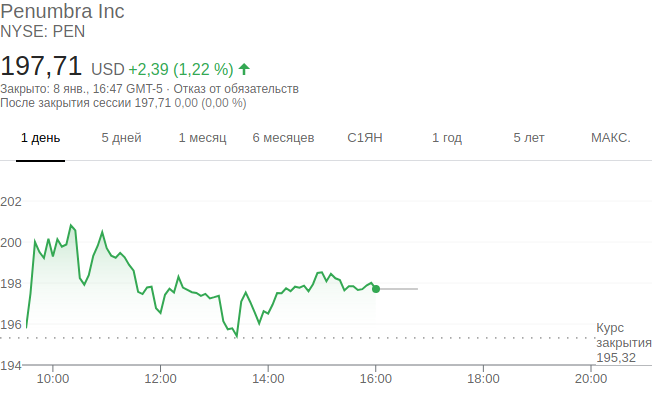 Penumbra Inc
NYSE: PEN
197,71 USD +2,39 (1,22 %)
Закрыто: 8 янв., 16:47 GMT-5 · Отказ от обязательств
После закрытия сессии 197,71 0,00 (0,00 %)
1 день 5 дней 1 месяц 6 месяцев С1ЯН 1 год 5 лет МАКС.
202
200
198
196
194
Курс
закрытия
195,32
10:00 12:00 14:00 16:00 18:00 20:00